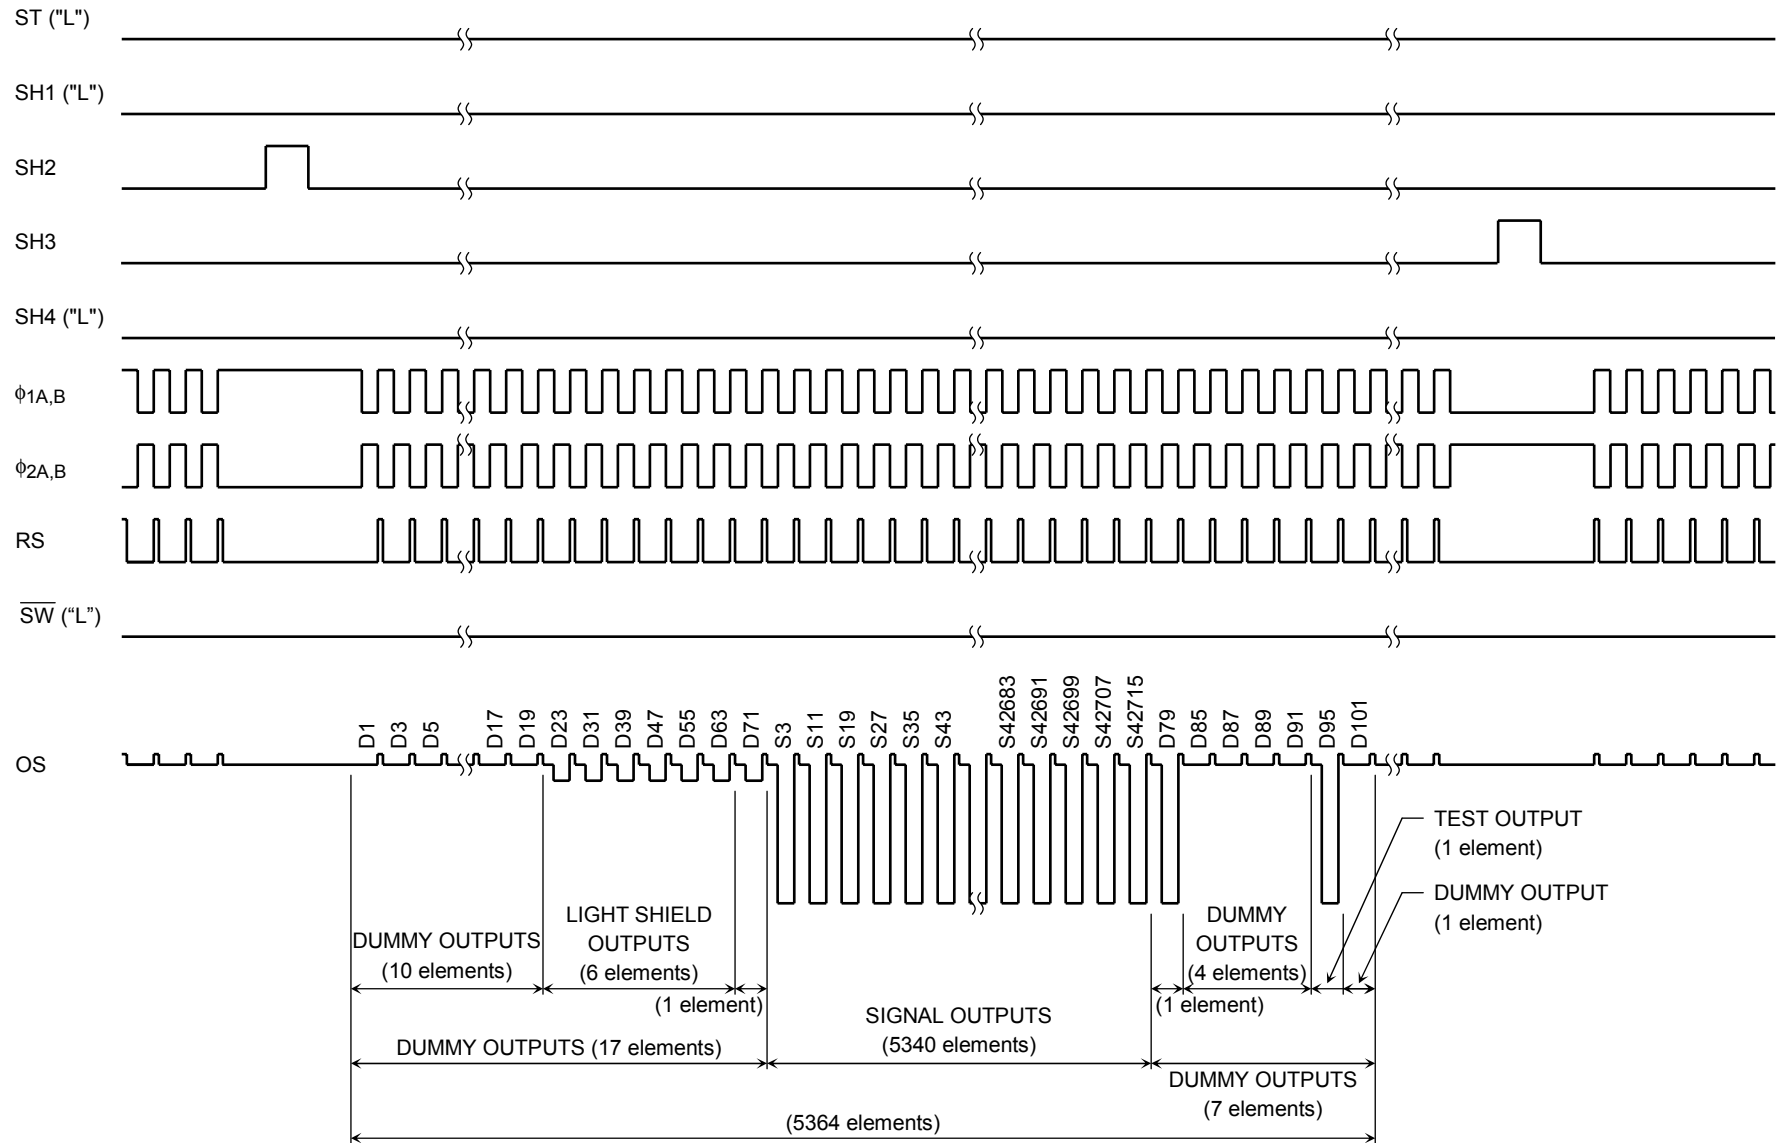 ST ("L")
SH1 ("L")
SH2
SH3
SH4 ("L")
ϕ1A,B
ϕ2A,B
RS
SW (“L”)
OS
D1
D3
D5
D17
D19
D23
D31
D39
D47
D55
D63
D71
S3
S11
S19
S27
S35
S43
S42683
S42691
S42699
S42707
S42715
D79
D85
D87
D89
D91
D95
D101
TEST OUTPUT
(1 element)
DUMMY OUTPUT
(1 element)
DUMMY OUTPUTS
(10 elements)
LIGHT SHIELD
OUTPUTS
(6 elements)
(1 element)
DUMMY
OUTPUTS
(4 elements)
(1 element)
SIGNAL OUTPUTS
(5340 elements)
DUMMY OUTPUTS (17 elements)
DUMMY OUTPUTS
(7 elements)
(5364 elements)